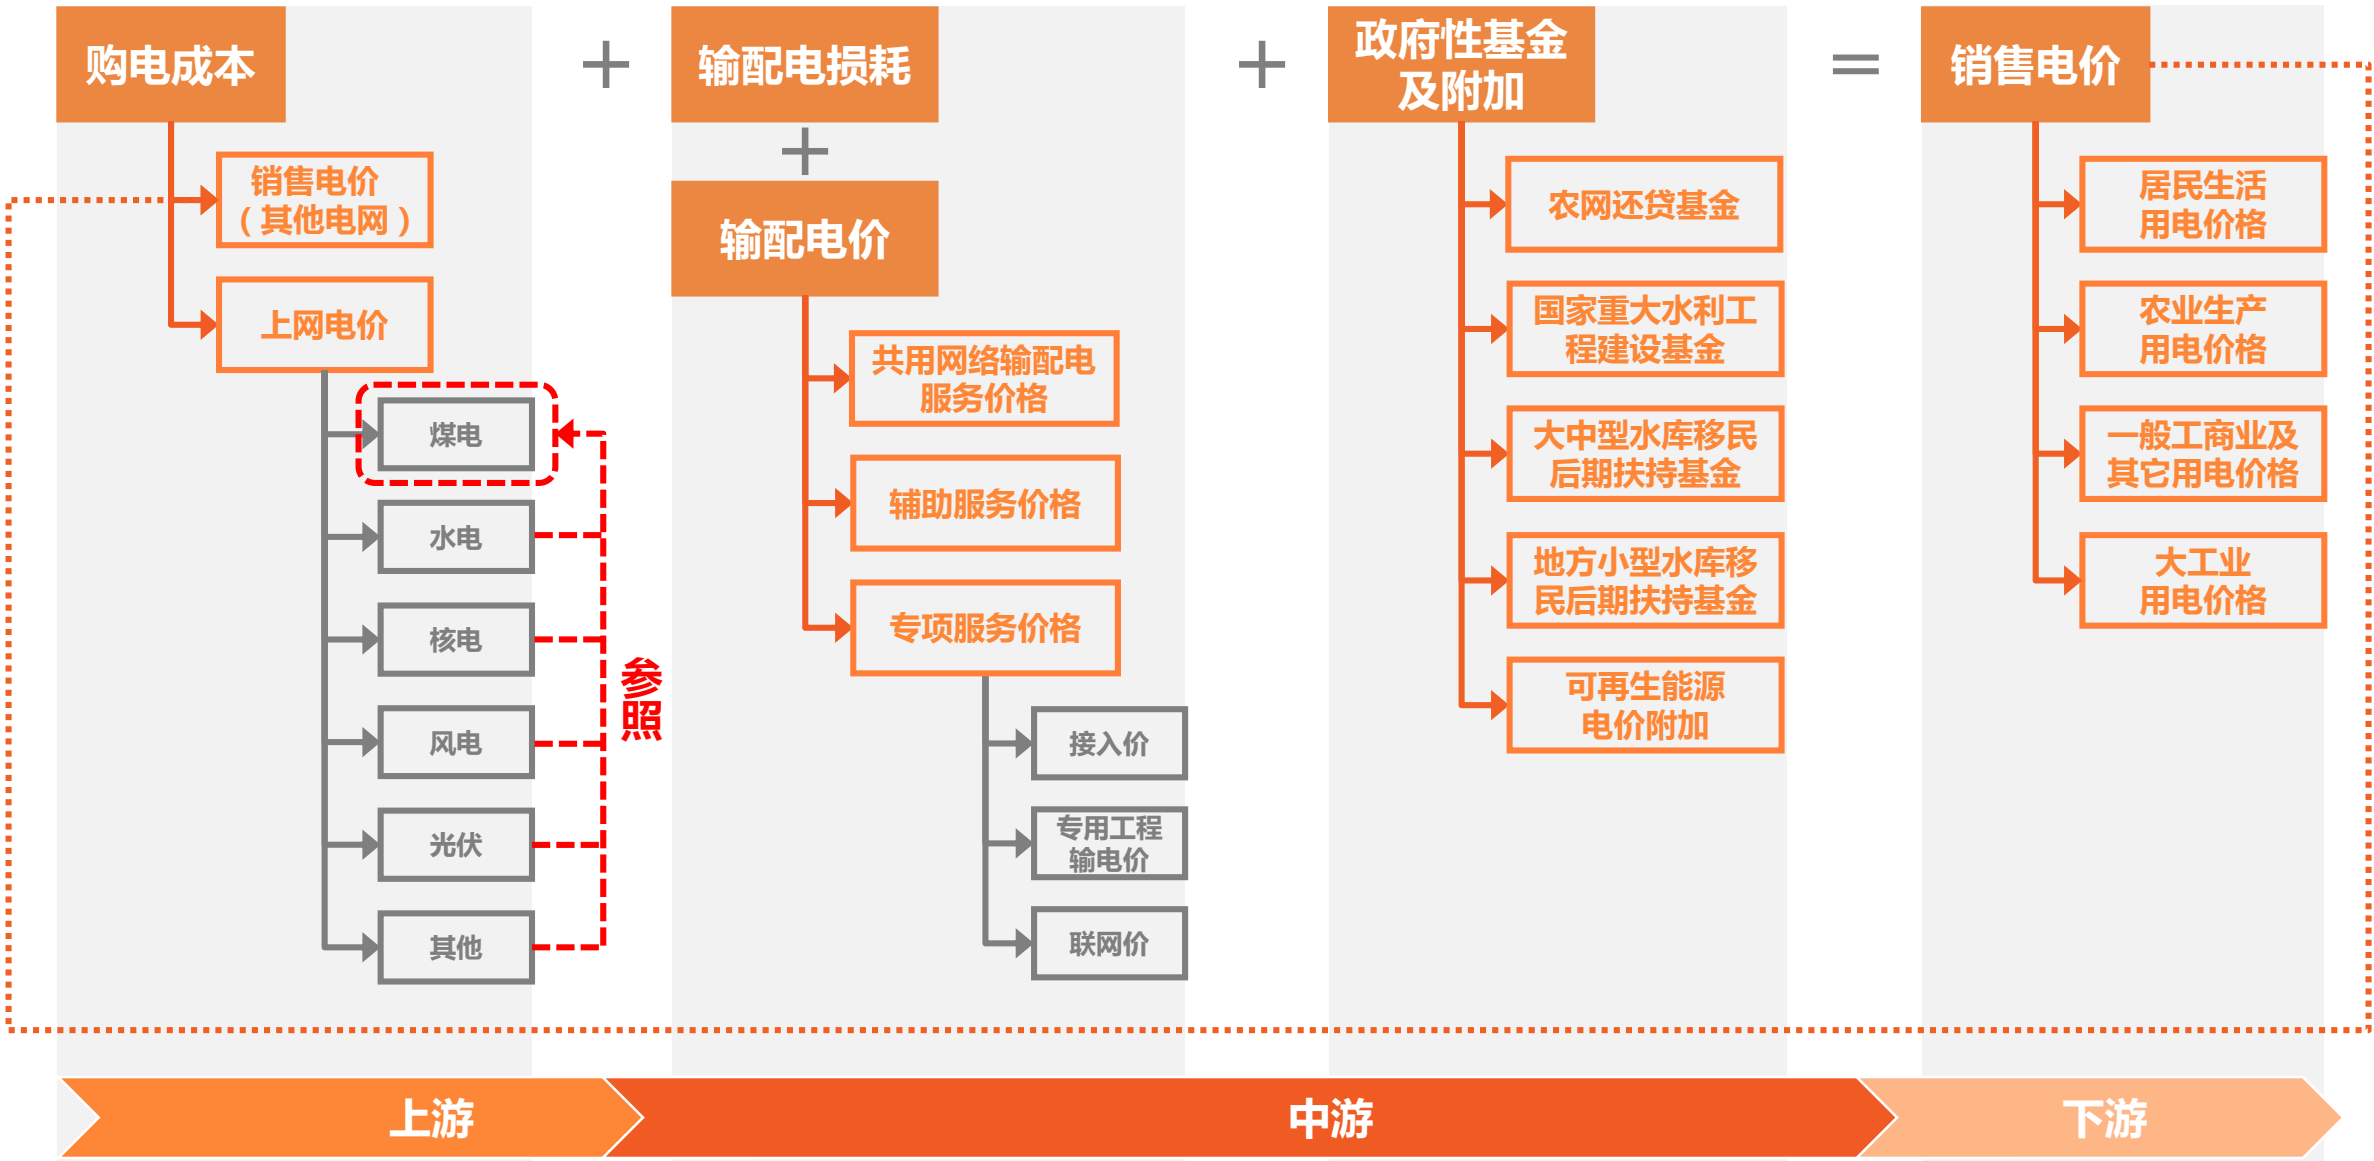 购电成本
+
输配电损耗
+
政府性基金
及附加
=
销售电价
+
输配电价
销售电价
（其他电网）
上网电价
煤电
水电
核电
风电
光伏
其他
参
照
共用网络输配电
服务价格
辅助服务价格
专项服务价格
接入价
专用工程
输电价
联网价
农网还贷基金
国家重大水利工
程建设基金
大中型水库移民
后期扶持基金
地方小型水库移
民后期扶持基金
可再生能源
电价附加
居民生活
用电价格
农业生产
用电价格
一般工商业及
其它用电价格
大工业
用电价格
上游
中游
下游